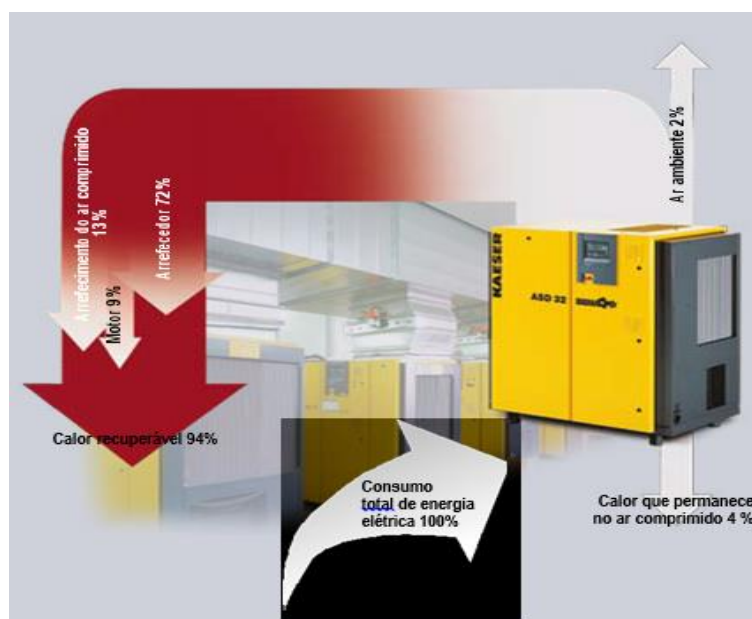 Arrefecimento do ar comprimido
13%
Motor 9%
Arrefecedor 72%
Ar ambiente 2%
KAESER
ASD 32
Calor recuperável 94%
Consumo
total de energia
elétrica 100%
Calor que permanece
no ar comprimido 4 %